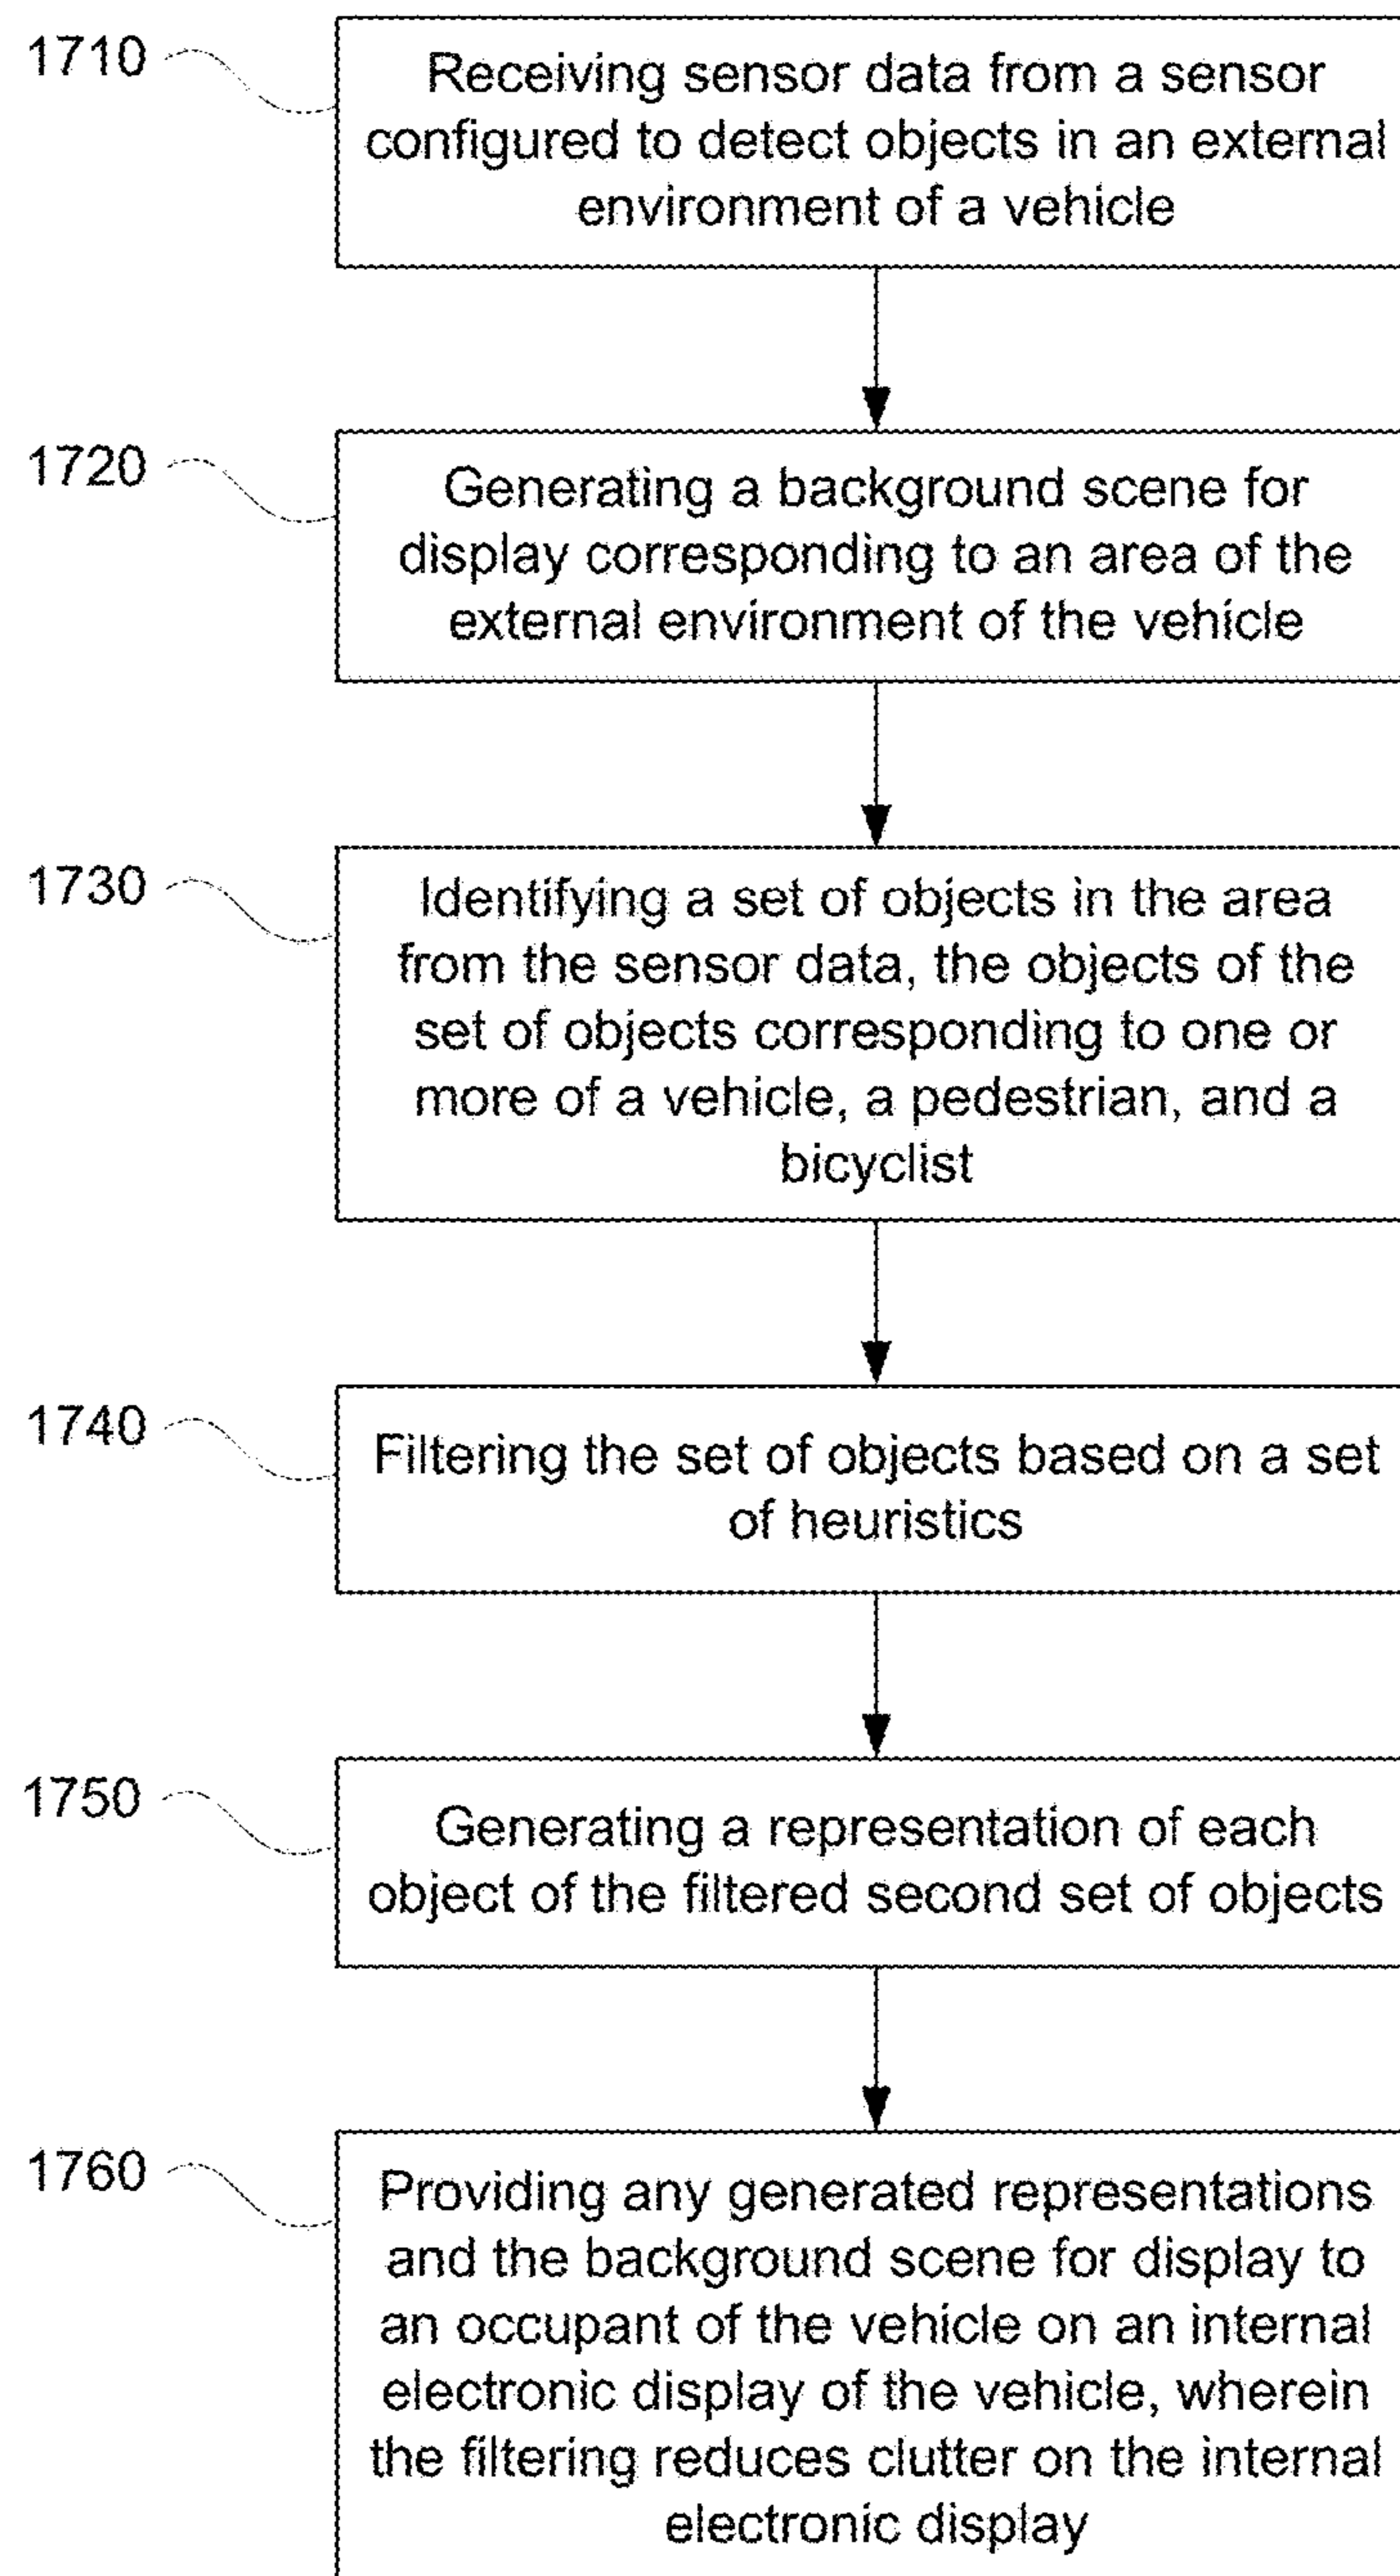 1710
Receiving sensor data from a sensor
configured to detect objects in an external
environment of a vehicle
1720
Generating a background scene for
display corresponding to an area of the
external environment of the vehicle
1730
Identifying a set of objects in the area
from the sensor data, the objects of the
set of objects corresponding to one or
more of a vehicle, a pedestrian, and a
bicyclist
1740
Filtering the set of objects based on a set
of heuristics
1750
Generating a representation of each
object of the filtered second set of objects
1760
Providing any generated representations
and the background scene for display to
an occupant of the vehicle on an internal
electronic display of the vehicle, wherein
the filtering reduces clutter on the internal
electronic display